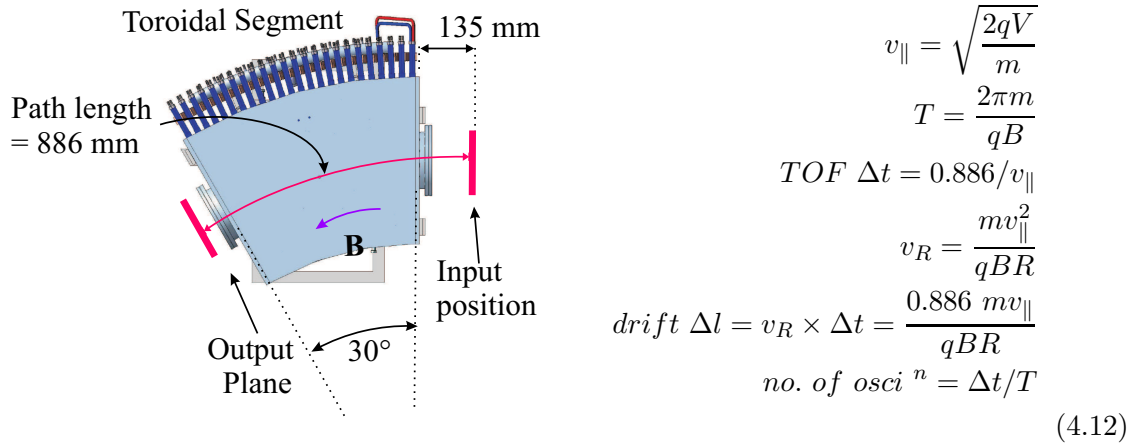 Toroidal Segment
135 mm
Path length
= 886 mm
B
Input
position
Output
Plane
30°
v_∥ = √(2qV/m)
T = 2πm/qB
TOF Δt = 0.886/v_∥
v_R = mv_∥²/qBR
drift Δl = v_R × Δt = 0.886 mv_∥/qBR
no. of osci ⁿ = Δt/T
(4.12)